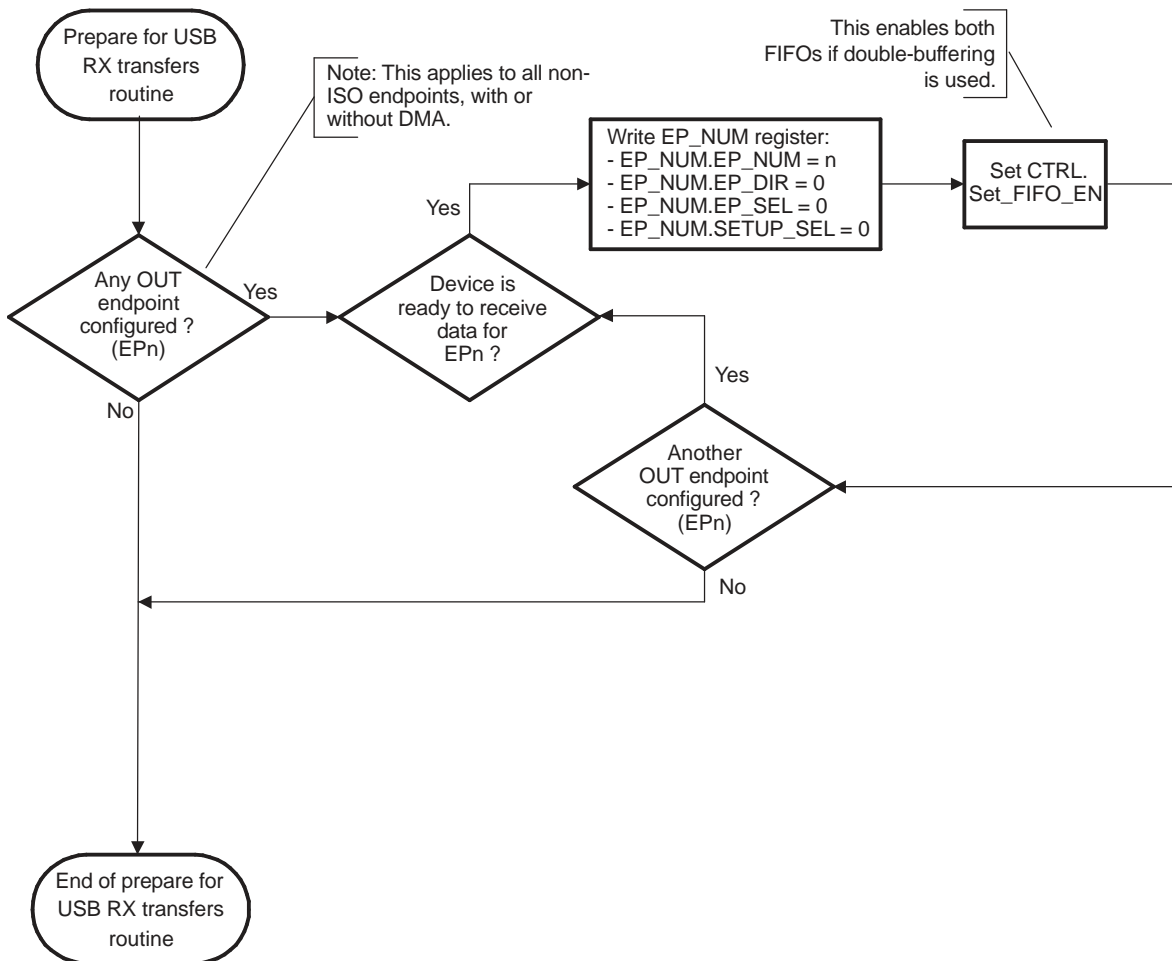 Prepare for USB
RX transfers
routine
Note: This applies to all non-
ISO endpoints, with or
without DMA.
This enables both
FIFOs if double-buffering
is used.
Write EP_NUM register:
- EP_NUM.EP_NUM = n
- EP_NUM.EP_DIR = 0
- EP_NUM.EP_SEL = 0
- EP_NUM.SETUP_SEL = 0
Set CTRL.
Set_FIFO_EN
Yes
Any OUT
endpoint
configured ?
(EPn)
Yes
Device is
ready to receive
data for
EPn ?
Yes
No
Another
OUT endpoint
configured ?
(EPn)
No
End of prepare for
USB RX transfers
routine